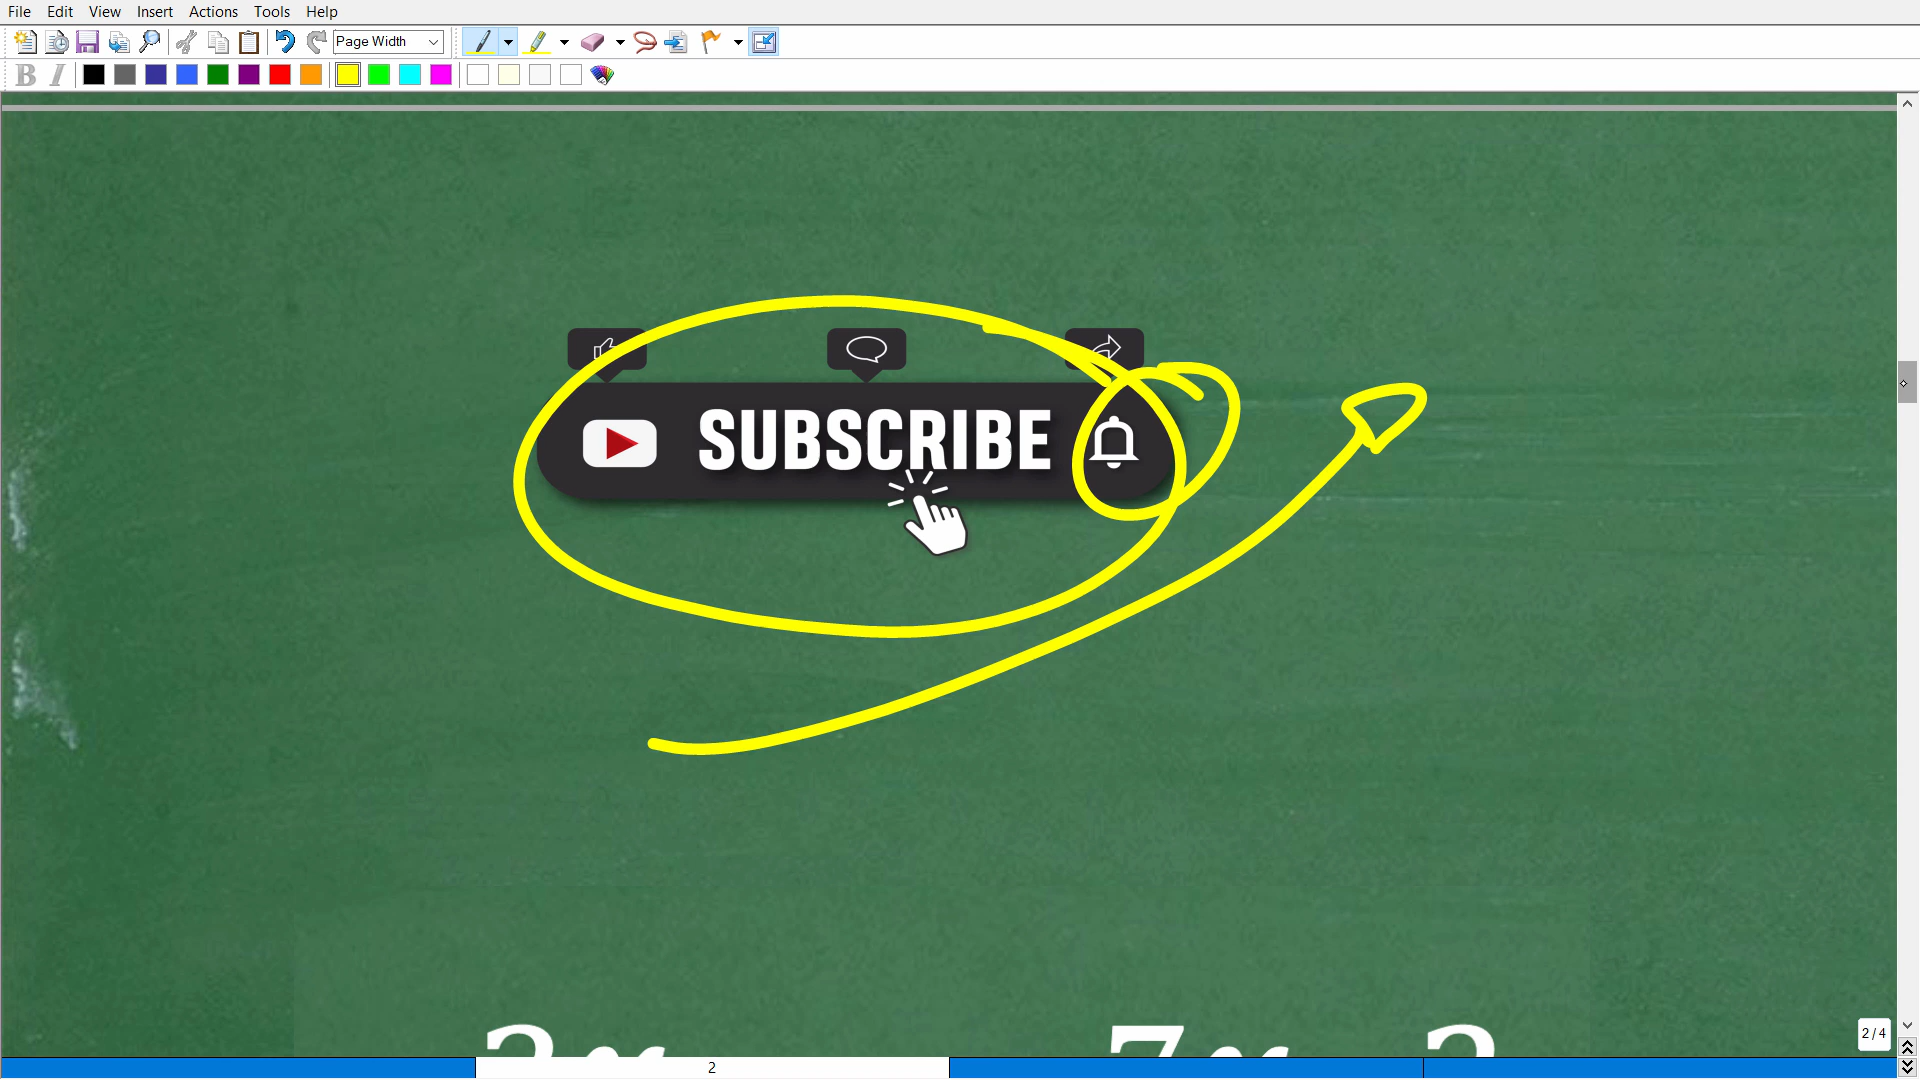 File Edit View Insert Actions Tools Help
Page Width
B I
SUBSCRIBE
2 / 4
2